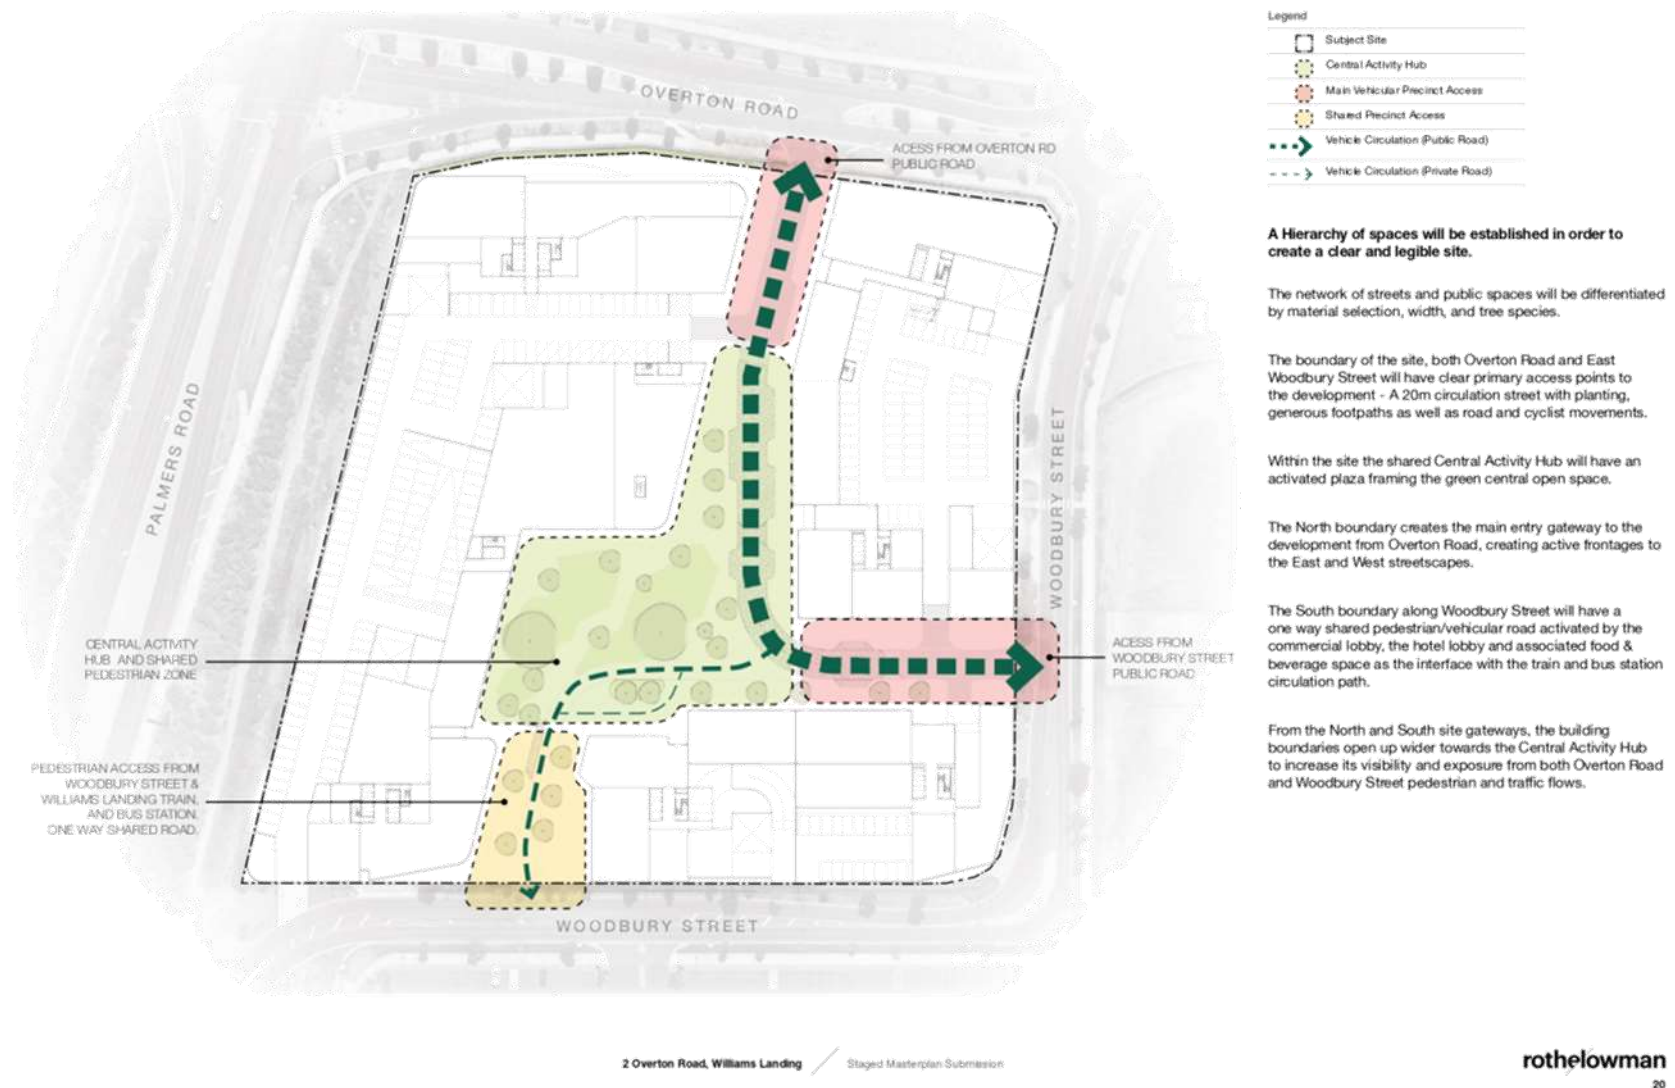 OVERTON ROAD
ACESS FROM OVERTON RD
PUBLIC ROAD
PALMERS ROAD
WOODBURY STREET
CENTRAL ACTIVITY
HUB AND SHARED
PEDESTRIAN ZONE
ACESS FROM
WOODBURY STREET
PUBLIC ROAD
PEDESTRIAN ACCESS FROM
WOODBURY STREET &
WILLIAMS LANDING TRAIN,
AND BUS STATION.
ONE WAY SHARED ROAD.
WOODBURY STREET
Legend
Subject Site
Central Activity Hub
Main Vehicular Precinct Access
Shared Precinct Access
Vehicle Circulation (Public Road)
Vehicle Circulation (Private Road)
A Hierarchy of spaces will be established in order to
create a clear and legible site.
The network of streets and public spaces will be differentiated
by material selection, width, and tree species.
The boundary of the site, both Overton Road and East
Woodbury Street will have clear primary access points to
the development - A 20m circulation street with planting,
generous footpaths as well as road and cyclist movements.
Within the site the shared Central Activity Hub will have an
activated plaza framing the green central open space.
The North boundary creates the main entry gateway to the
development from Overton Road, creating active frontages to
the East and West streetscapes.
The South boundary along Woodbury Street will have a
one way shared pedestrian/vehicular road activated by the
commercial lobby, the hotel lobby and associated food &
beverage space as the interface with the train and bus station
circulation path.
From the North and South site gateways, the building
boundaries open up wider towards the Central Activity Hub
to increase its visibility and exposure from both Overton Road
and Woodbury Street pedestrian and traffic flows.
2 Overton Road, Williams Landing
Staged Masterplan Submission
rothelowman
20